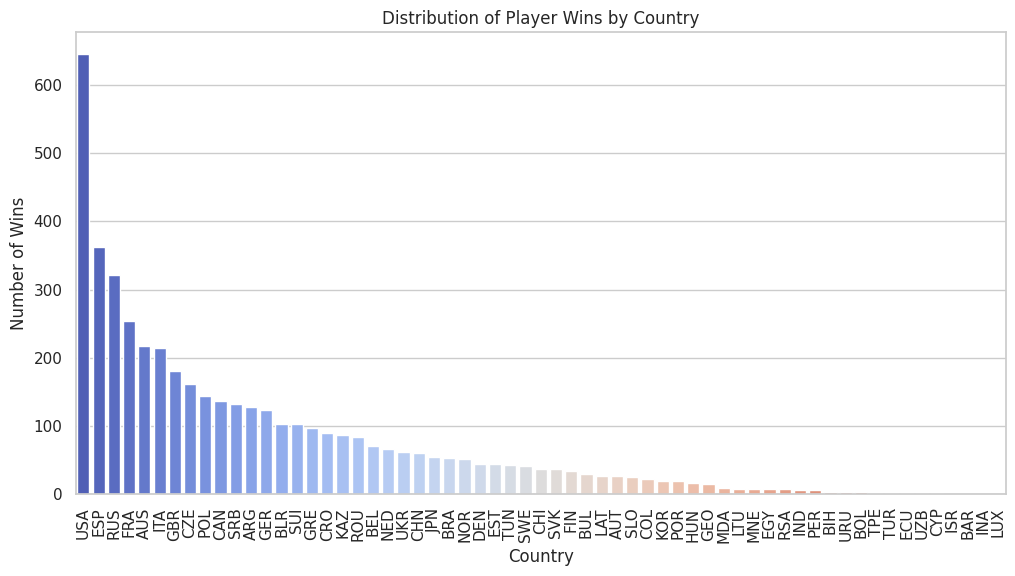 Distribution of Player Wins by Country
Number of Wins
600
500
400
300
200
100
0
USA
ESP
RUS
FRA
AUS
ITA
GBR
CZE
POL
CAN
SRB
ARG
GER
BLR
SUI
GRE
CRO
KAZ
ROU
BEL
NED
UKR
CHN
JPN
BRA
NOR
DEN
EST
TUN
SWE
CHI
SVK
FIN
BUL
LAT
AUT
SLO
COL
KOR
POR
HUN
GEO
MDA
LTU
MNE
EGY
RSA
IND
PER
BIH
URU
BOL
TPE
TUR
ECU
UZB
CYP
ISR
BAR
INA
LUX
Country